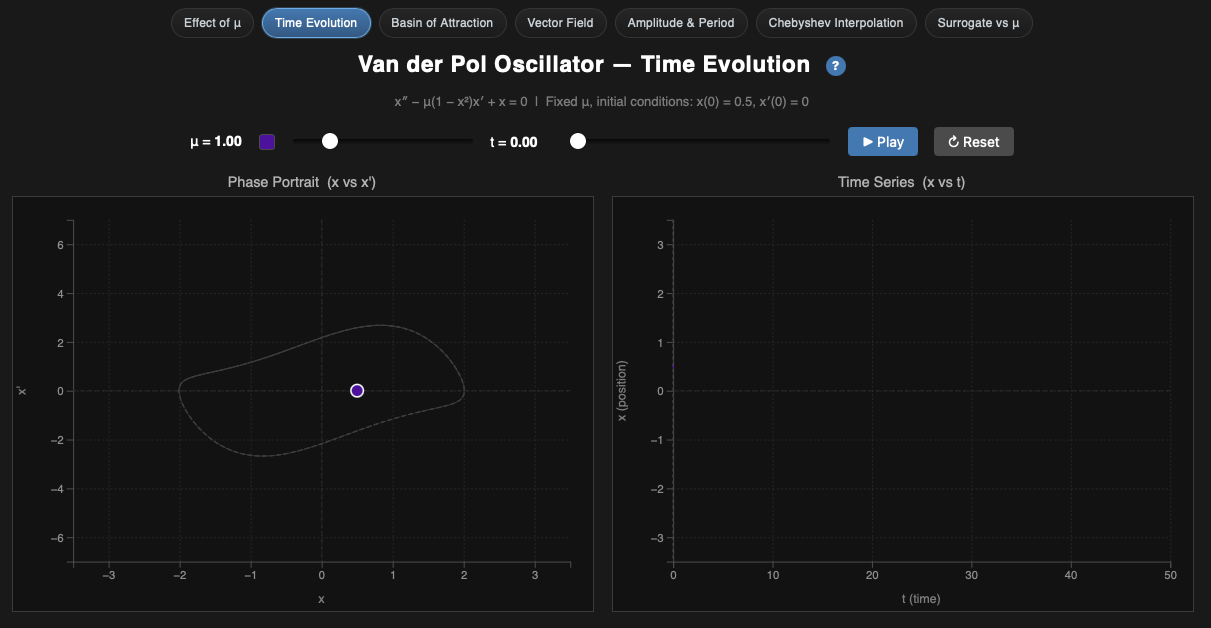 Effect of μ Time Evolution Basin of Attraction Vector Field Amplitude & Period Chebyshev Interpolation Surrogate vs μ
Van der Pol Oscillator — Time Evolution ?
x″ − μ(1 − x²)x′ + x = 0 | Fixed μ, initial conditions: x(0) = 0.5, x′(0) = 0
μ = 1.00 t = 0.00 ▶ Play ↻ Reset
Phase Portrait (x vs x')
6
4
2
0
−2
−4
−6
x'
−3 −2 −1 0 1 2 3
x
Time Series (x vs t)
3
2
1
0
−1
−2
−3
x (position)
0 10 20 30 40 50
t (time)